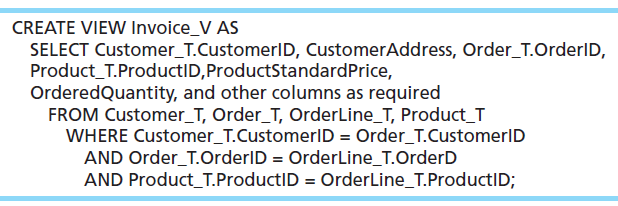 CREATE VIEW Invoice_V AS
SELECT Customer_T.CustomerID, CustomerAddress, Order_T.OrderID,
Product_T.ProductID,ProductStandardPrice,
OrderedQuantity, and other columns as required
FROM Customer_T, Order_T, OrderLine_T, Product_T
WHERE Customer_T.CustomerID = Order_T.CustomerID
AND Order_T.OrderID = OrderLine_T.OrderD
AND Product_T.ProductID = OrderLine_T.ProductID;